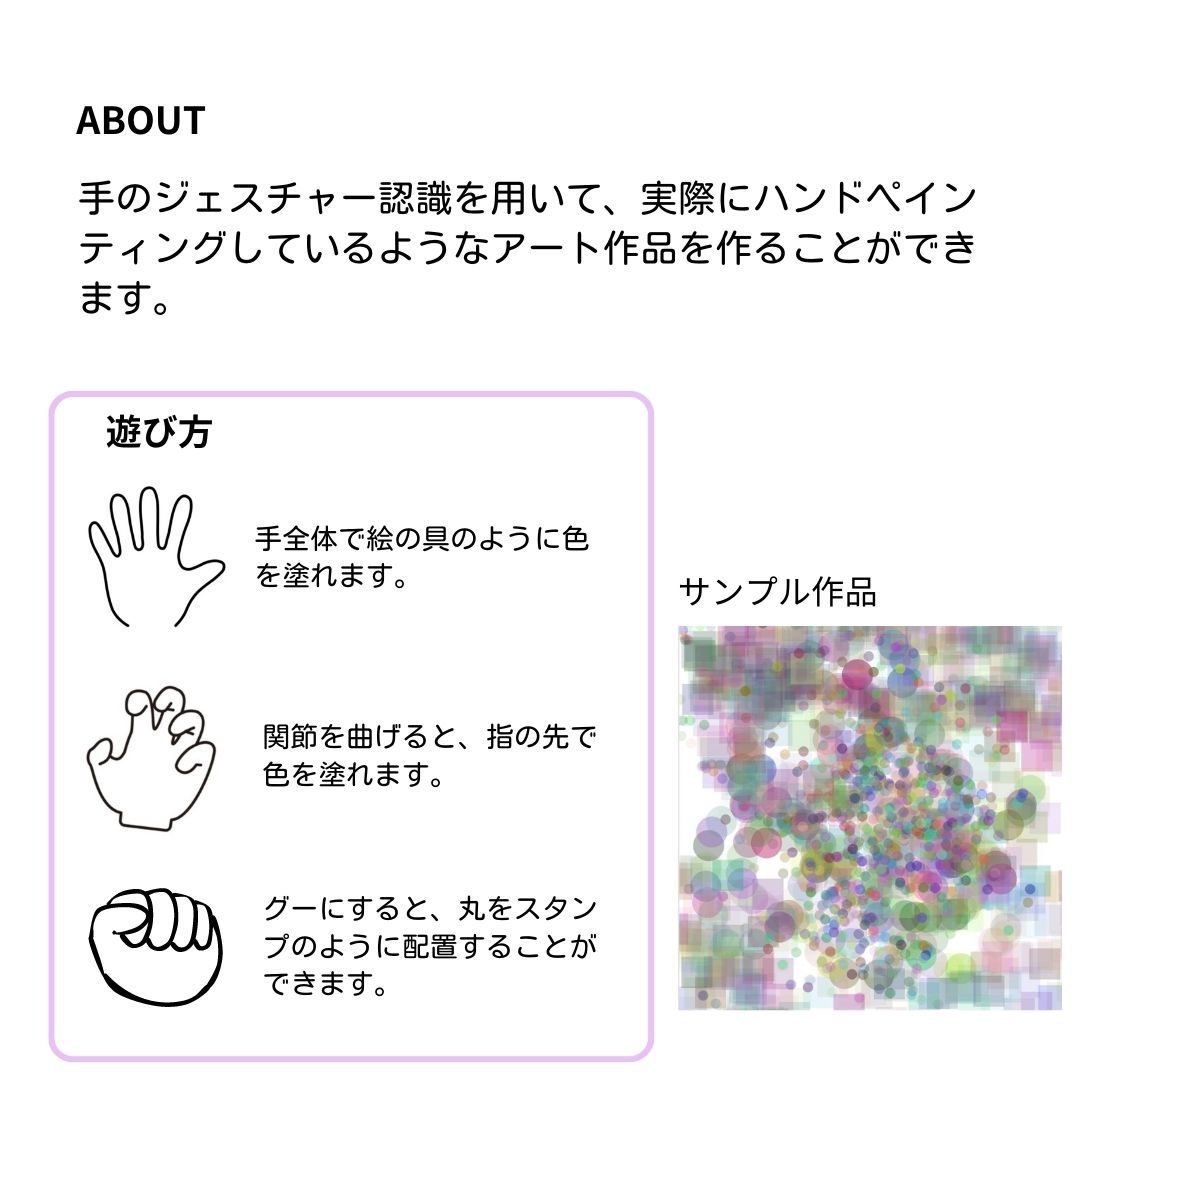 ABOUT
手のジェスチャー認識を用いて、実際にハンドペイン
ティングしているようなアート作品を作ることができ
ます。
遊び方
手全体で絵の具のように色
を塗れます。
関節を曲げると、指の先で
色を塗れます。
グーにすると、丸をスタン
プのように配置することが
できます。
サンプル作品